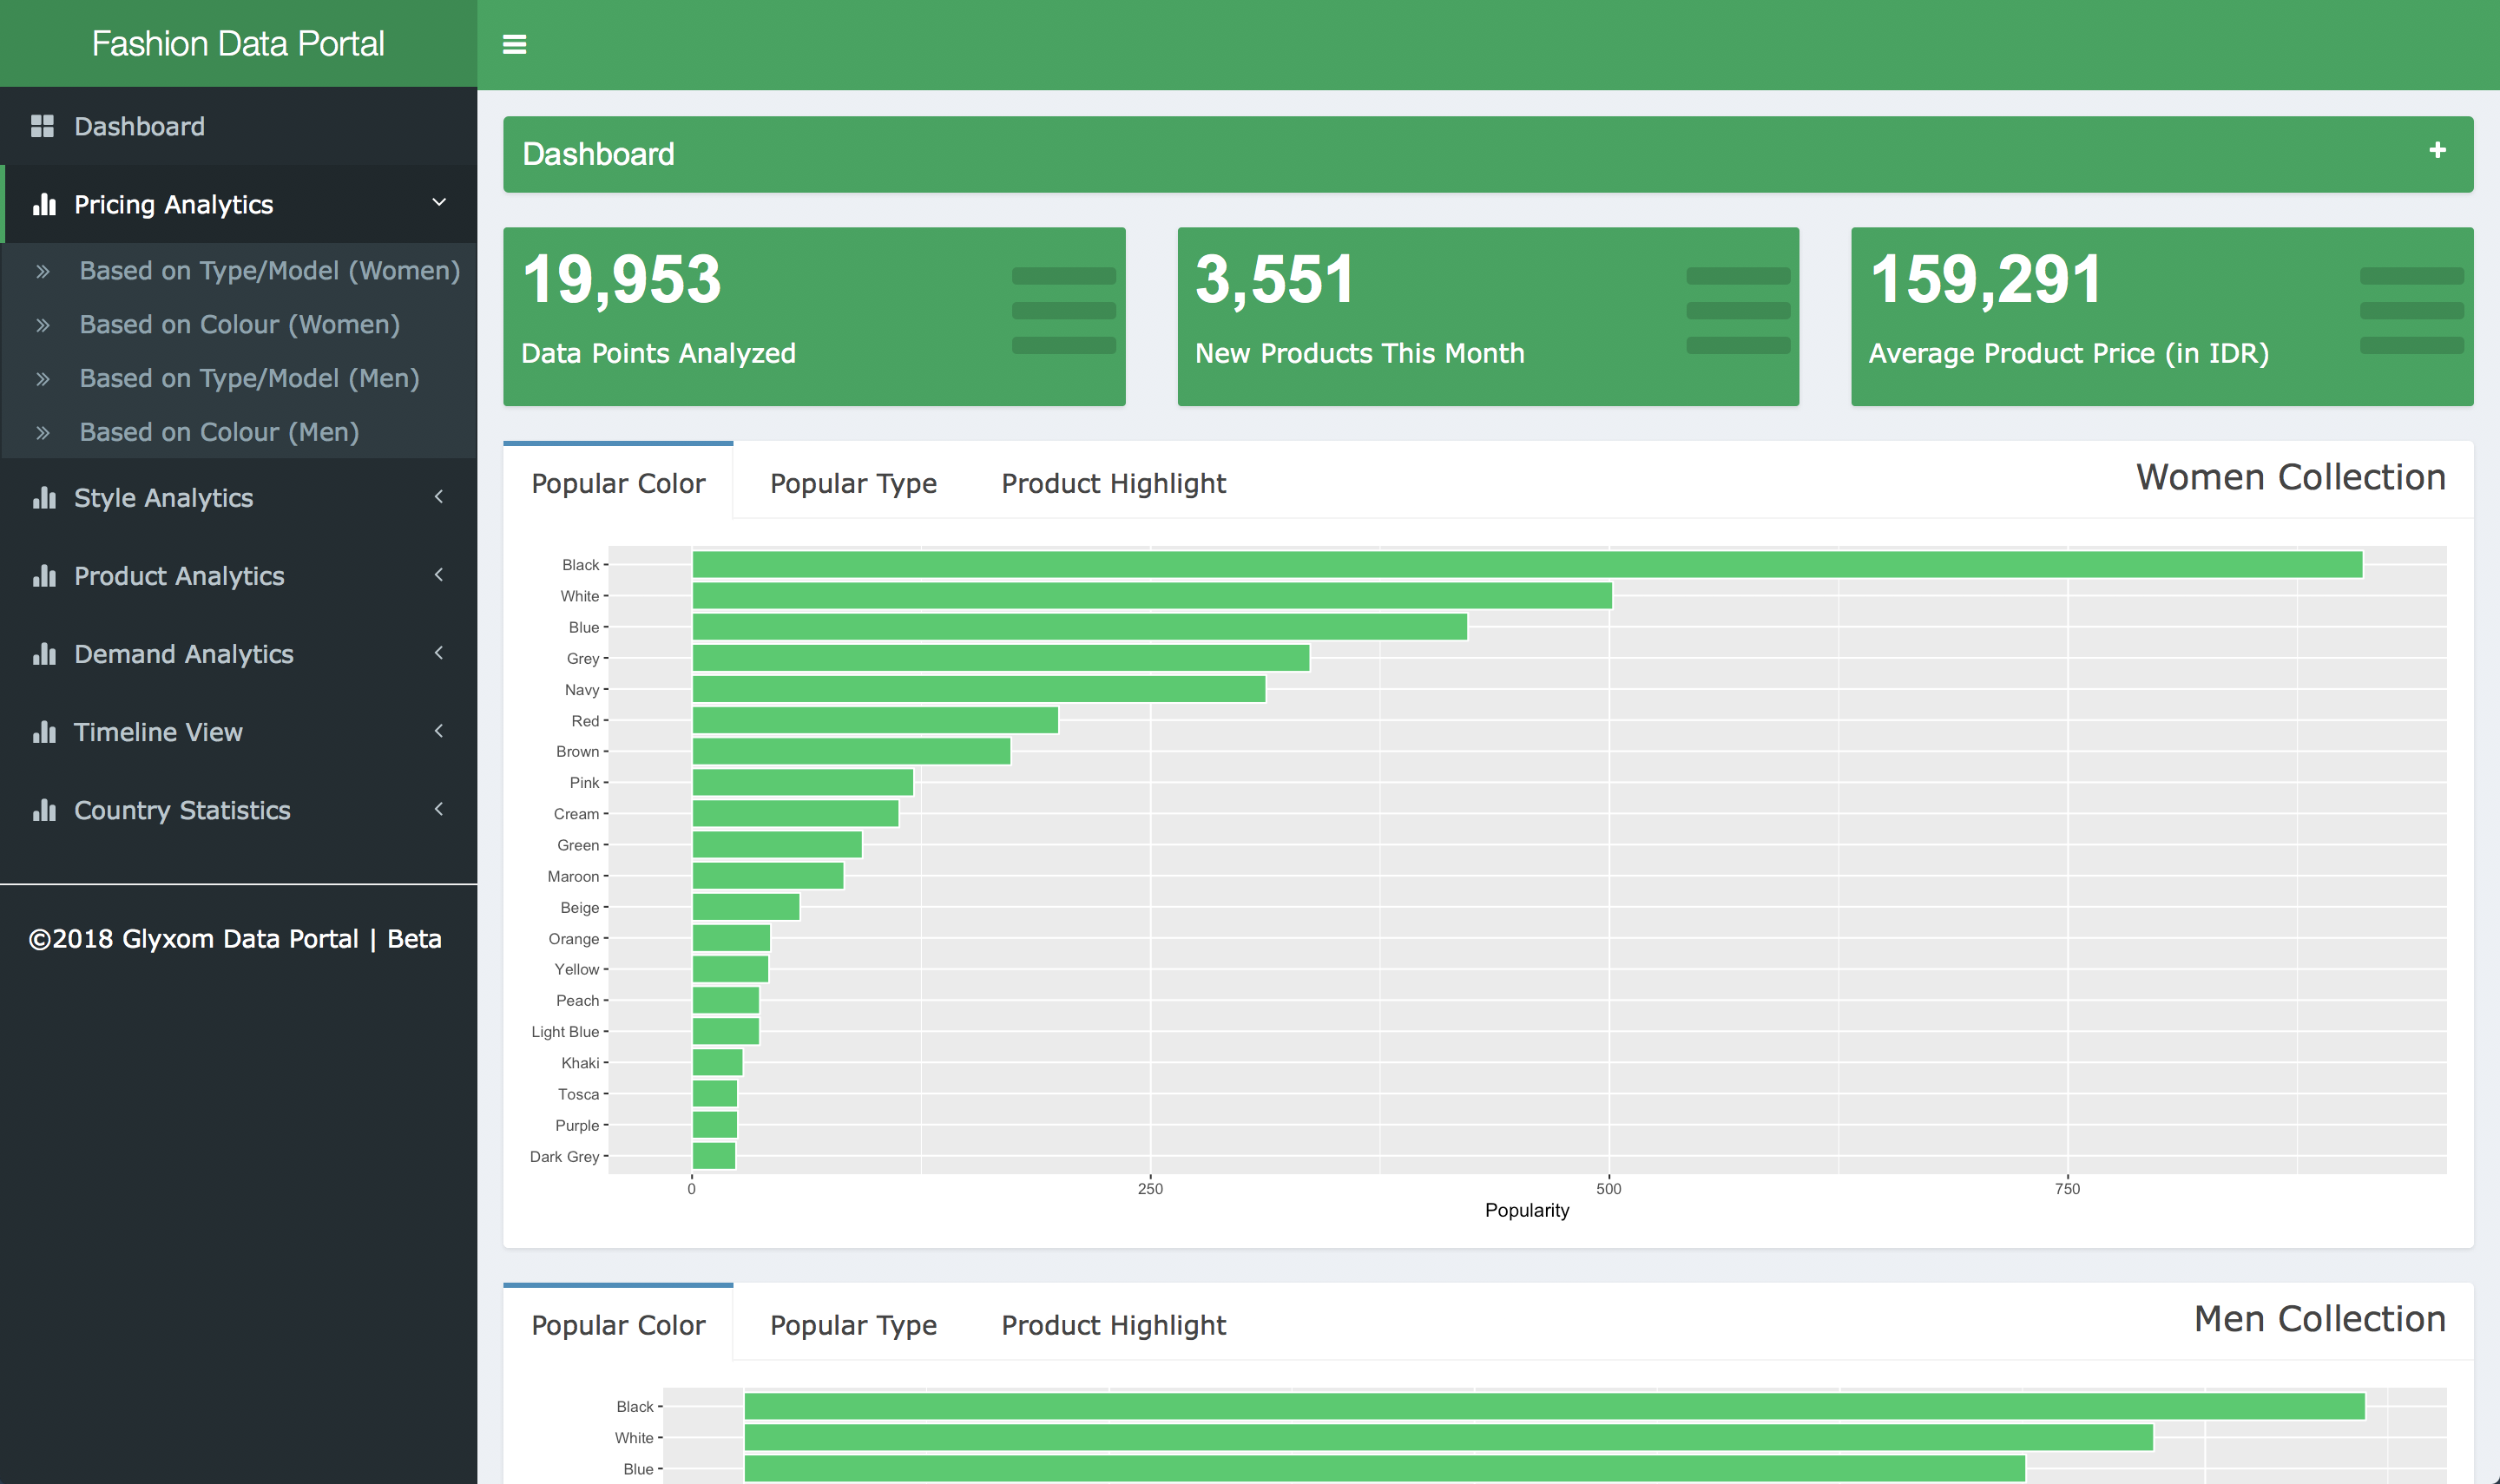 Fashion Data Portal
Dashboard
Pricing Analytics
Based on Type/Model (Women)
Based on Colour (Women)
Based on Type/Model (Men)
Based on Colour (Men)
Style Analytics
Product Analytics
Demand Analytics
Timeline View
Country Statistics
©2018 Glyxom Data Portal | Beta
Dashboard
19,953
Data Points Analyzed
3,551
New Products This Month
159,291
Average Product Price (in IDR)
Popular Color Popular Type Product Highlight Women Collection
Black
White
Blue
Grey
Navy
Red
Brown
Pink
Cream
Green
Maroon
Beige
Orange
Yellow
Peach
Light Blue
Khaki
Tosca
Purple
Dark Grey
0 250 500 750
Popularity
Popular Color Popular Type Product Highlight Men Collection
Black
White
Blue